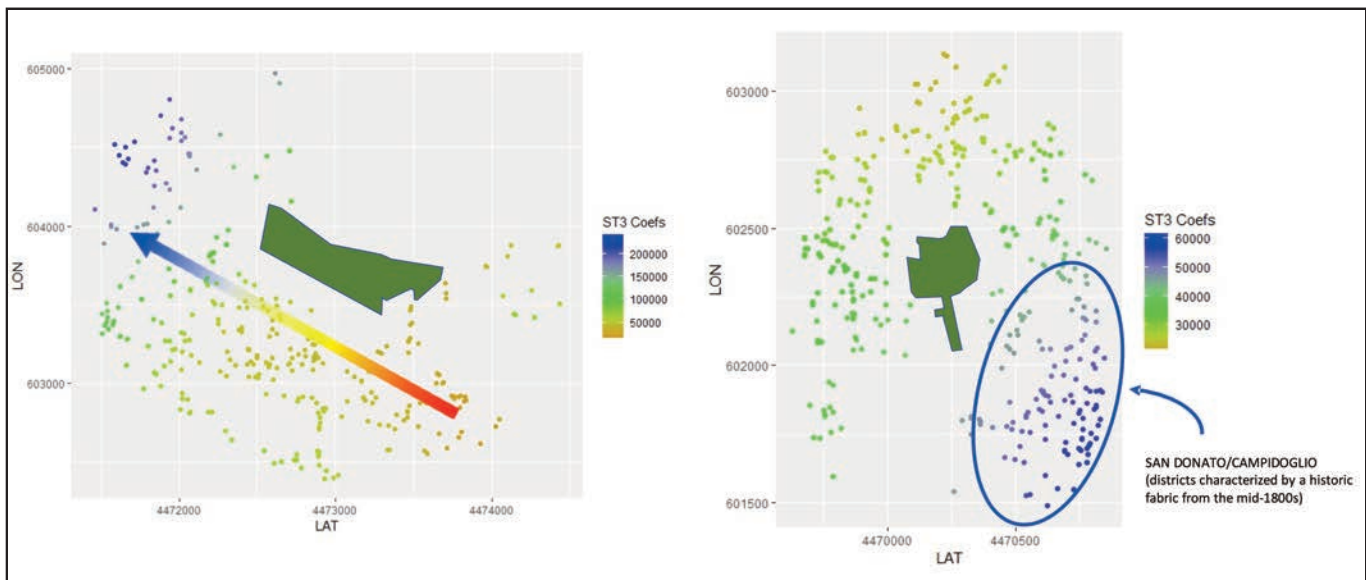 605000
604000
603000
LON
4472000
4473000
4474000
LAT
ST3 Coefs
200000
150000
100000
50000
603000
602500
602000
601500
LON
4470000
4470500
LAT
ST3 Coefs
60000
50000
40000
30000
SAN DONATO/CAMPIDOGLIO
(districts characterized by a historic
fabric from the mid-1800s)